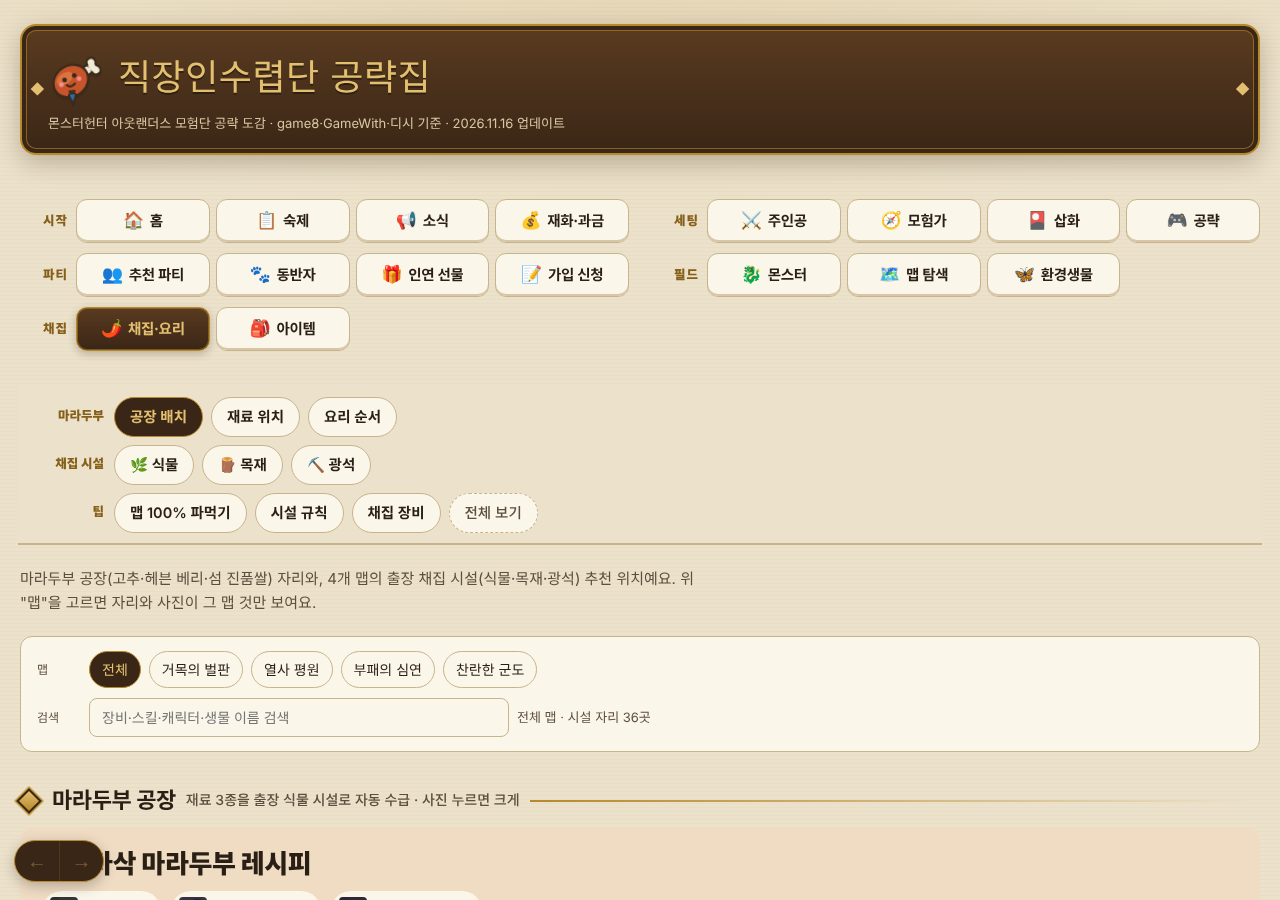 직장인수렵단 공략집
몬스터헌터 아웃랜더스 모험단 공략 도감 · game8·GameWith·디시 기준 · 2026.11.16 업데이트
시작 홈 숙제 소식 재화·과금
세팅 주인공 모험가 삽화 공략
파티 추천 파티 동반자 인연 선물 가입 신청
필드 몬스터 맵 탐색 환경생물
채집 채집·요리 아이템
마라두부 공장 배치 재료 위치 요리 순서
채집 시설 식물 목재 광석
팁 맵 100% 파먹기 시설 규칙 채집 장비 전체 보기
마라두부 공장(고추·헤븐 베리·섬 진품쌀) 자리와, 4개 맵의 출장 채집 시설(식물·목재·광석) 추천 위치예요. 위
"맵"을 고르면 자리와 사진이 그 맵 것만 보여요.
맵 전체 거목의 벌판 열사 평원 부패의 심연 찬란한 군도
검색 장비·스킬·캐릭터·생물 이름 검색 전체 맵 · 시설 자리 36곳
마라두부 공장 재료 3종을 출장 식물 시설로 자동 수급 · 사진 누르면 크게
← →
마라두부 레시피